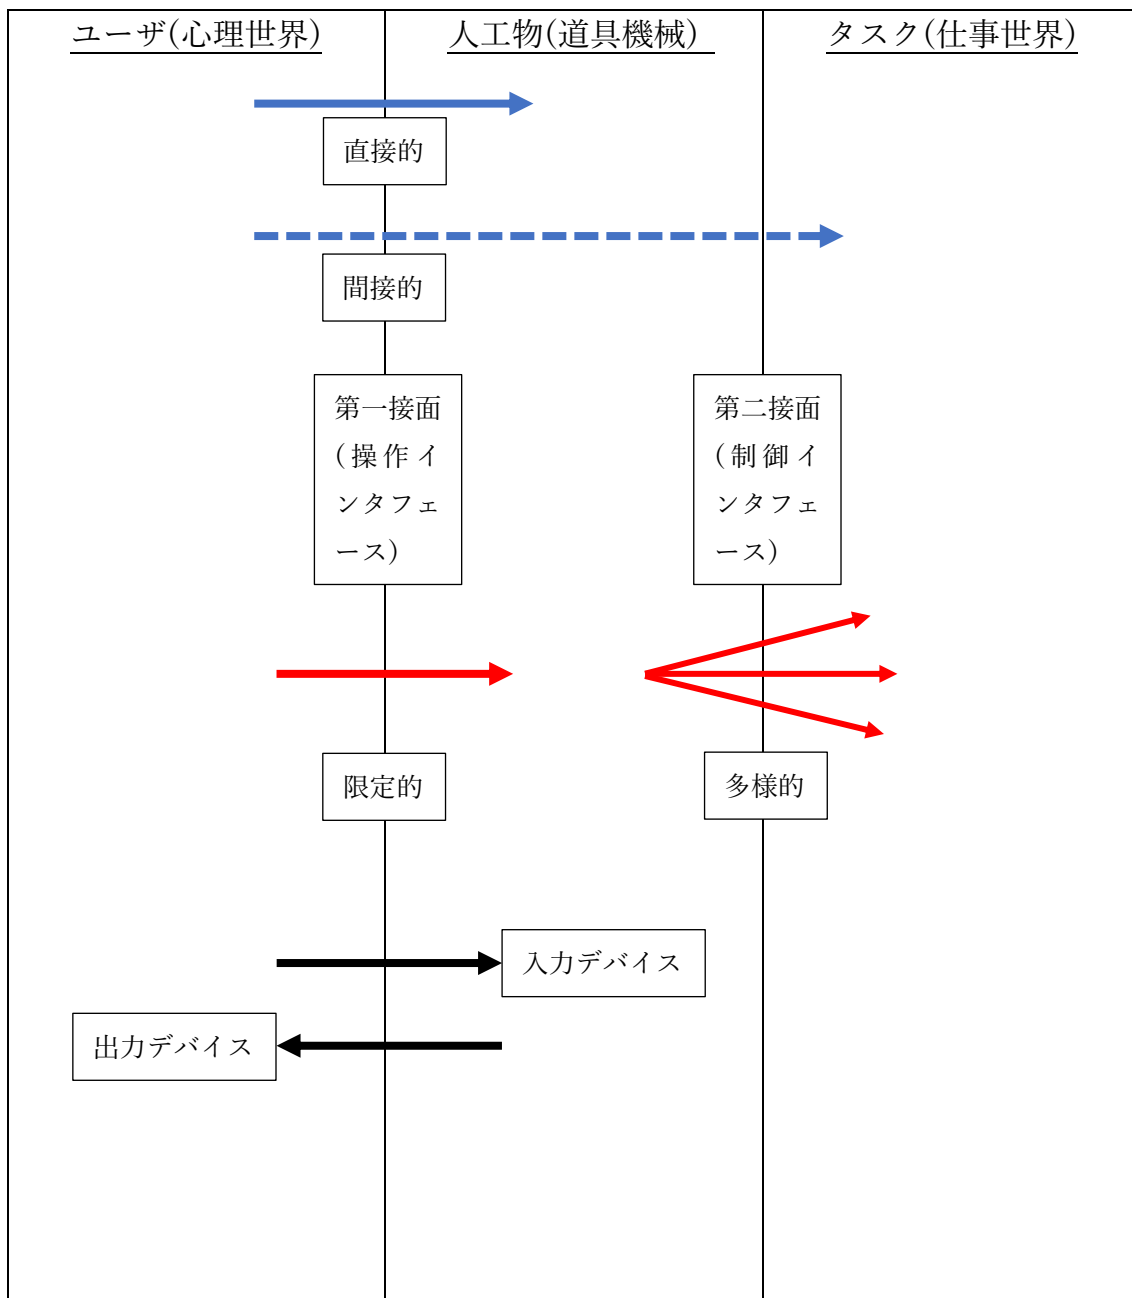 ユーザ(心理世界)
人工物(道具機械)
タスク(仕事世界)
直接的
間接的
第一接面
(操作イ
ンタフェ
ース)
第二接面
(制御イ
ンタフェ
ース)
限定的
多様的
入力デバイス
出力デバイス